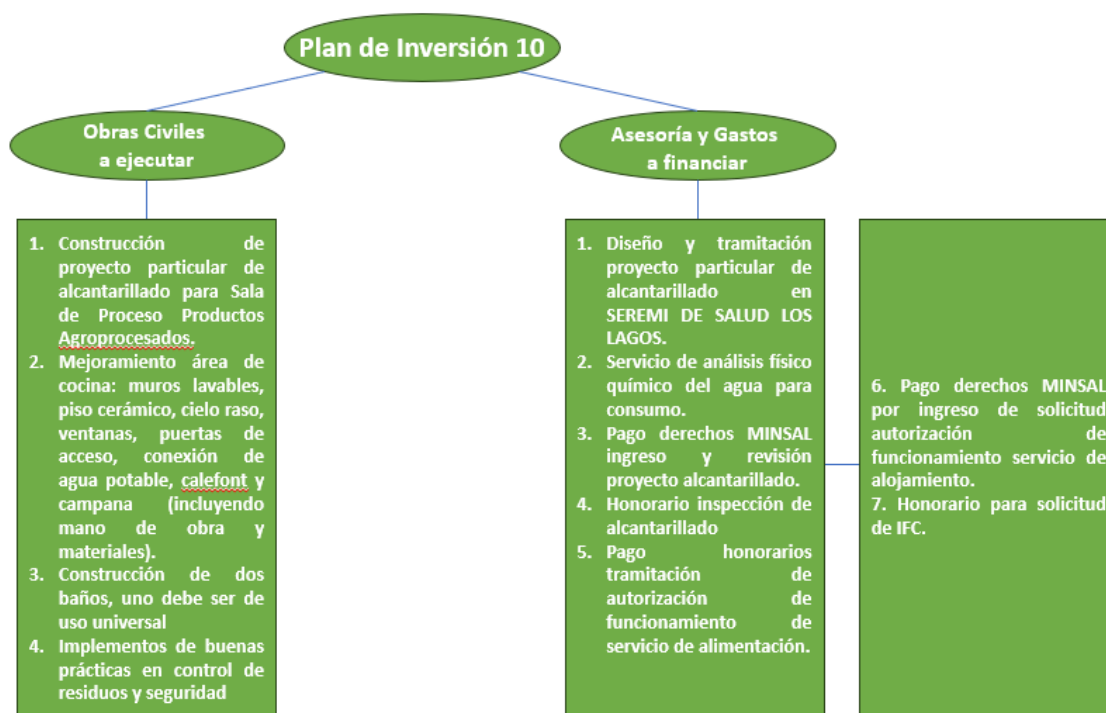 Plan de Inversión 10
Obras Civiles
a ejecutar
1. Construcción de
proyecto particular de
alcantarillado para Sala
de Proceso Productos
Agroprocesados.
2. Mejoramiento área de
cocina: muros lavables,
piso cerámico, cielo raso,
ventanas, puertas de
acceso, conexión de
agua potable, calefont y
campana (incluyendo
mano de obra y
materiales).
3. Construcción de dos
baños, uno debe ser de
uso universal
4. Implementos de buenas
prácticas en control de
residuos y seguridad
Asesoría y Gastos
a financiar
1. Diseño y tramitación
proyecto particular de
alcantarillado en
SEREMI DE SALUD LOS
LAGOS.
2. Servicio de análisis físico
químico del agua para
consumo.
3. Pago derechos MINSAL
ingreso y revisión
proyecto alcantarillado.
4. Honorario inspección de
alcantarillado
5. Pago honorarios
tramitación de
autorización de
funcionamiento de
servicio de alimentación.
6. Pago derechos MINSAL
por ingreso de solicitud
autorización de
funcionamiento servicio de
alojamiento.
7. Honorario para solicitud
de IFC.